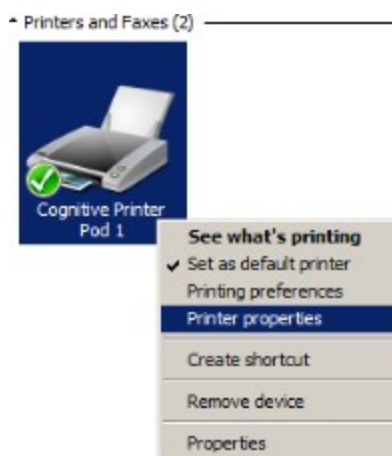 Printers and Faxes (2)
Cognitive Printer
Pod 1
See what's printing
Set as default printer
Printing preferences
Printer properties
Create shortcut
Remove device
Properties